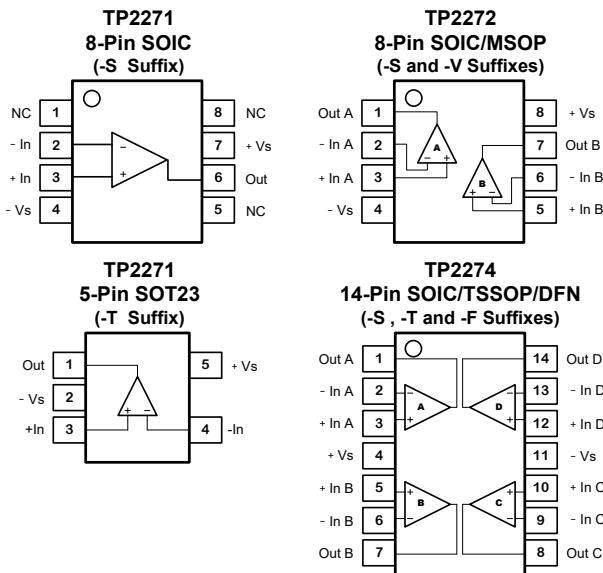 TP2271
8-Pin SOIC
(-S Suffix)
NC 1
8 NC
- In 2
7 + Vs
+ In 3
6 Out
- Vs 4
5 NC
− +
TP2272
8-Pin SOIC/MSOP
(-S and -V Suffixes)
Out A 1
8 + Vs
- In A 2
7 Out B
+ In A 3
6 - In B
- Vs 4
5 + In B
A
− +
B
+ −
TP2271
5-Pin SOT23
(-T Suffix)
Out 1
5 + Vs
- Vs 2
+In 3
4 -In
+ −
TP2274
14-Pin SOIC/TSSOP/DFN
(-S , -T and -F Suffixes)
Out A 1
14 Out D
- In A 2
13 - In D
+ In A 3
12 + In D
+ Vs 4
11 - Vs
+ In B 5
10 + In C
- In B 6
9 - In C
Out B 7
8 Out C
− A + − D +
+ B − + C −